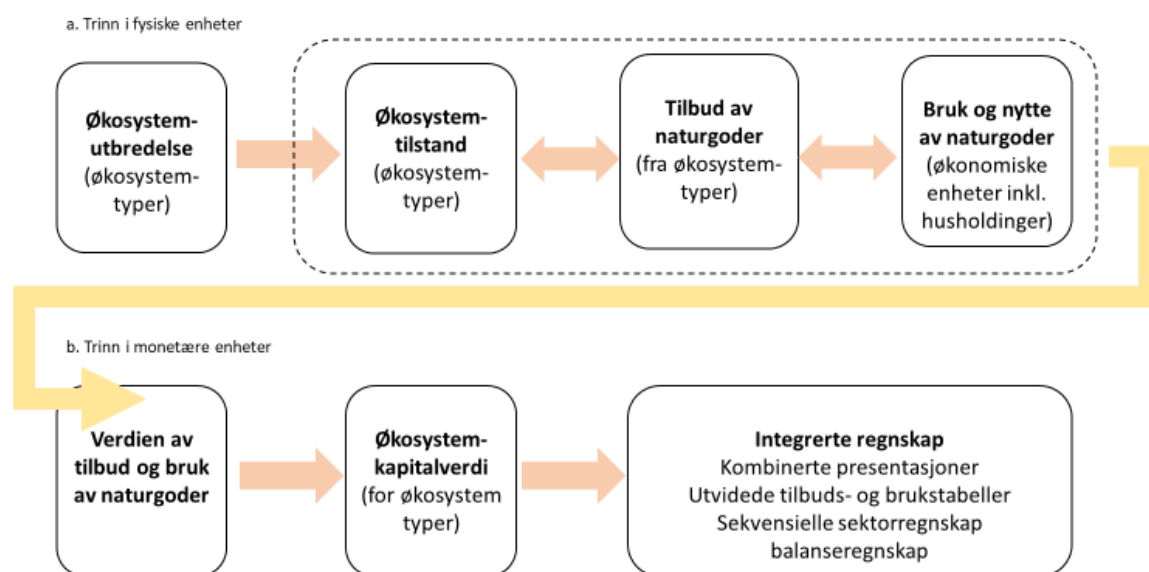 a. Trinn i fysiske enheter
Økosystem-
utbredelse
(økosystem-
typer)
Økosystem-
tilstand
(økosystem-
typer)
Tilbud av
naturgoder
(fra økosystem-
typer)
Bruk og nytte
av naturgoder
(økonomiske
enheter inkl.
husholdinger)
b. Trinn i monetære enheter
Verdien av
tilbud og bruk
av naturgoder
Økosystem-
kapitalverdi
(for økosystem
typer)
Integrerte regnskap
Kombinerte presentasjoner
Utvidede tilbuds- og brukstabeller
Sekvensielle sektorregnskap
balanseregnskap